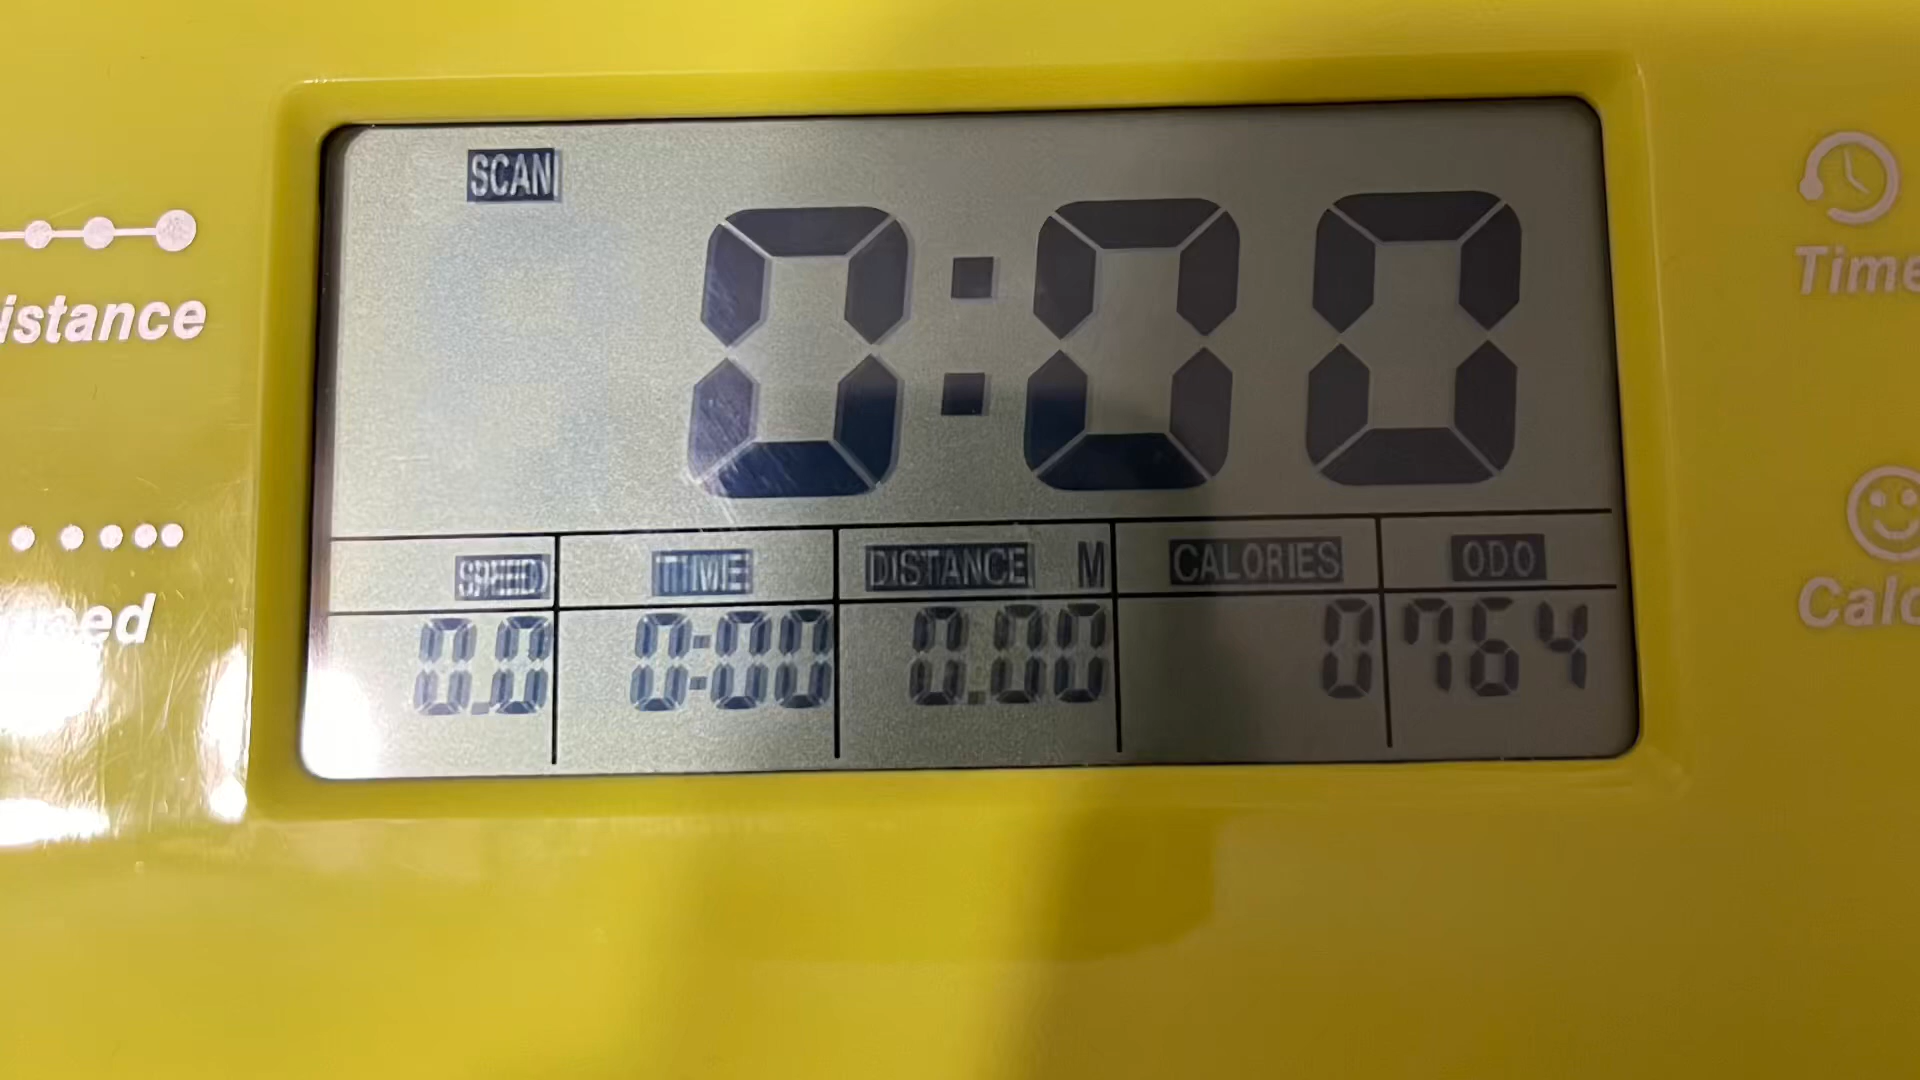 SCAN
0:00
istance
Time
SPEED TIME DISTANCE M CALORIES ODO
0.0 0:00 0.00 0 764
eed
Calo